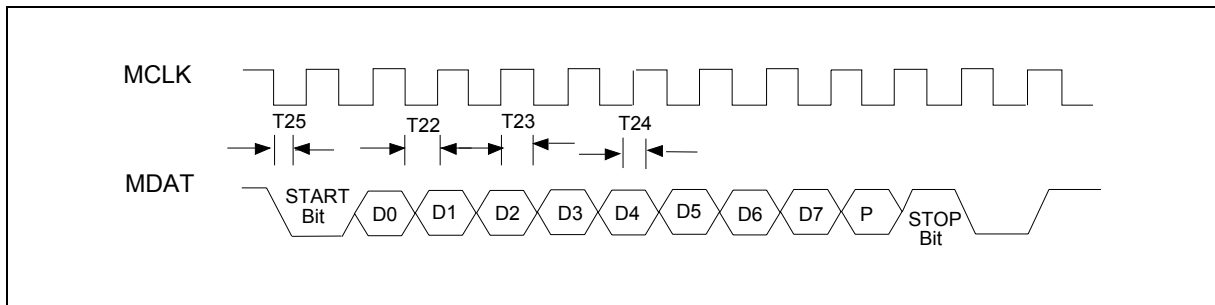 MCLK
T25
T22
T23
T24
MDAT
START
Bit
D0
D1
D2
D3
D4
D5
D6
D7
P
STOP
Bit